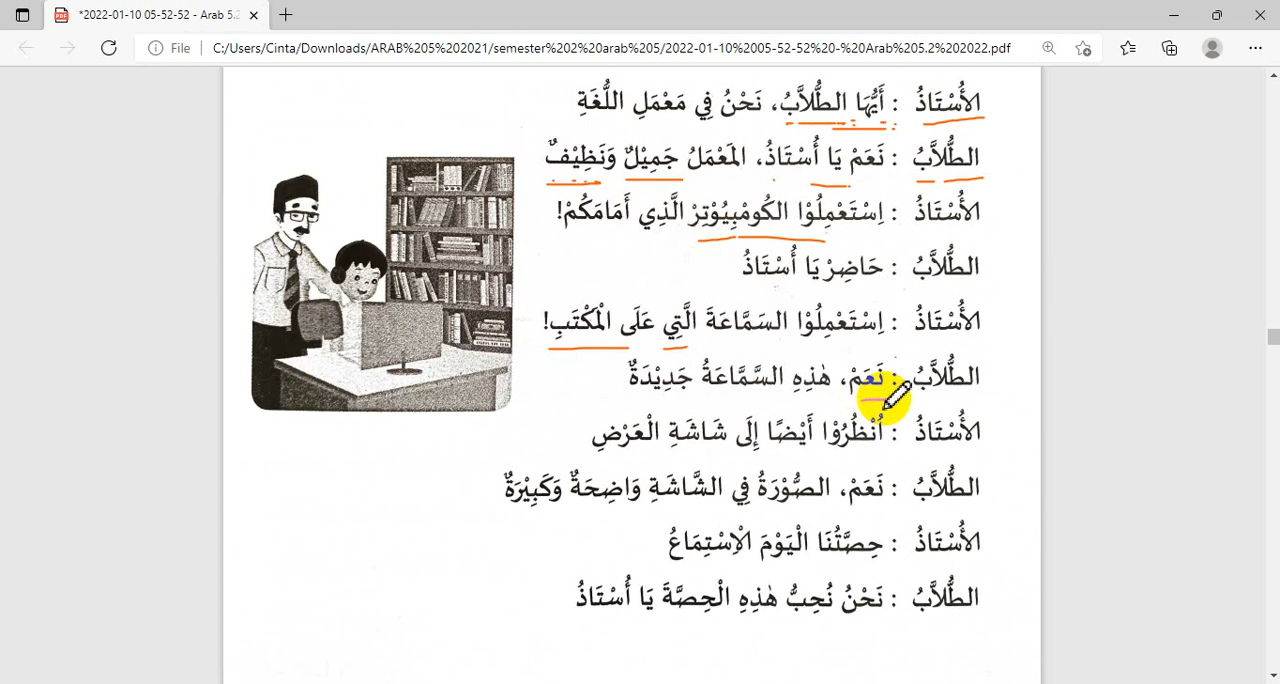 *2022-01-10 05-52-52 - Arab 5.2
File C:/Users/Cinta/Downloads/ARAB%205%202021/semester%202%20arab%205/2022-01-10%2005-52-52%20-%20Arab%205.2%202022.pdf
الأُسْتَاذُ : أَيُّهَا الطُّلاَّبُ، نَحْنُ فِي مَعْمَلِ اللُّغَةِ
الطُّلاَّبُ : نَعَمْ يَا أُسْتَاذُ، المَعْمَلُ جَمِيْلٌ وَنَظِيْفٌ
الأُسْتَاذُ : اِسْتَعْمِلُوْا الكُومْبِيُوْتِرْ الَّذِي أَمَامَكُمْ!
الطُّلاَّبُ : حَاضِرْ يَا أُسْتَاذُ
الأُسْتَاذُ : اِسْتَعْمِلُوْا السَمَّاعَةَ الَّتِي عَلَى الْمَكْتَبِ!
الطُّلاَّبُ : نَعَمْ، هٰذِهِ السَّمَّاعَةُ جَدِيْدَةٌ
الأُسْتَاذُ : اُنْظُرُوْا أَيْضًا إِلَى شَاشَةِ الْعَرْضِ
الطُّلاَّبُ : نَعَمْ، الصُّوْرَةُ فِي الشَّاشَةِ وَاضِحَةٌ وَكَبِيْرَةٌ
الأُسْتَاذُ : حِصَّتُنَا الْيَوْمَ الْاِسْتِمَاعُ
الطُّلاَّبُ : نَحْنُ نُحِبُّ هٰذِهِ الْحِصَّةَ يَا أُسْتَاذُ